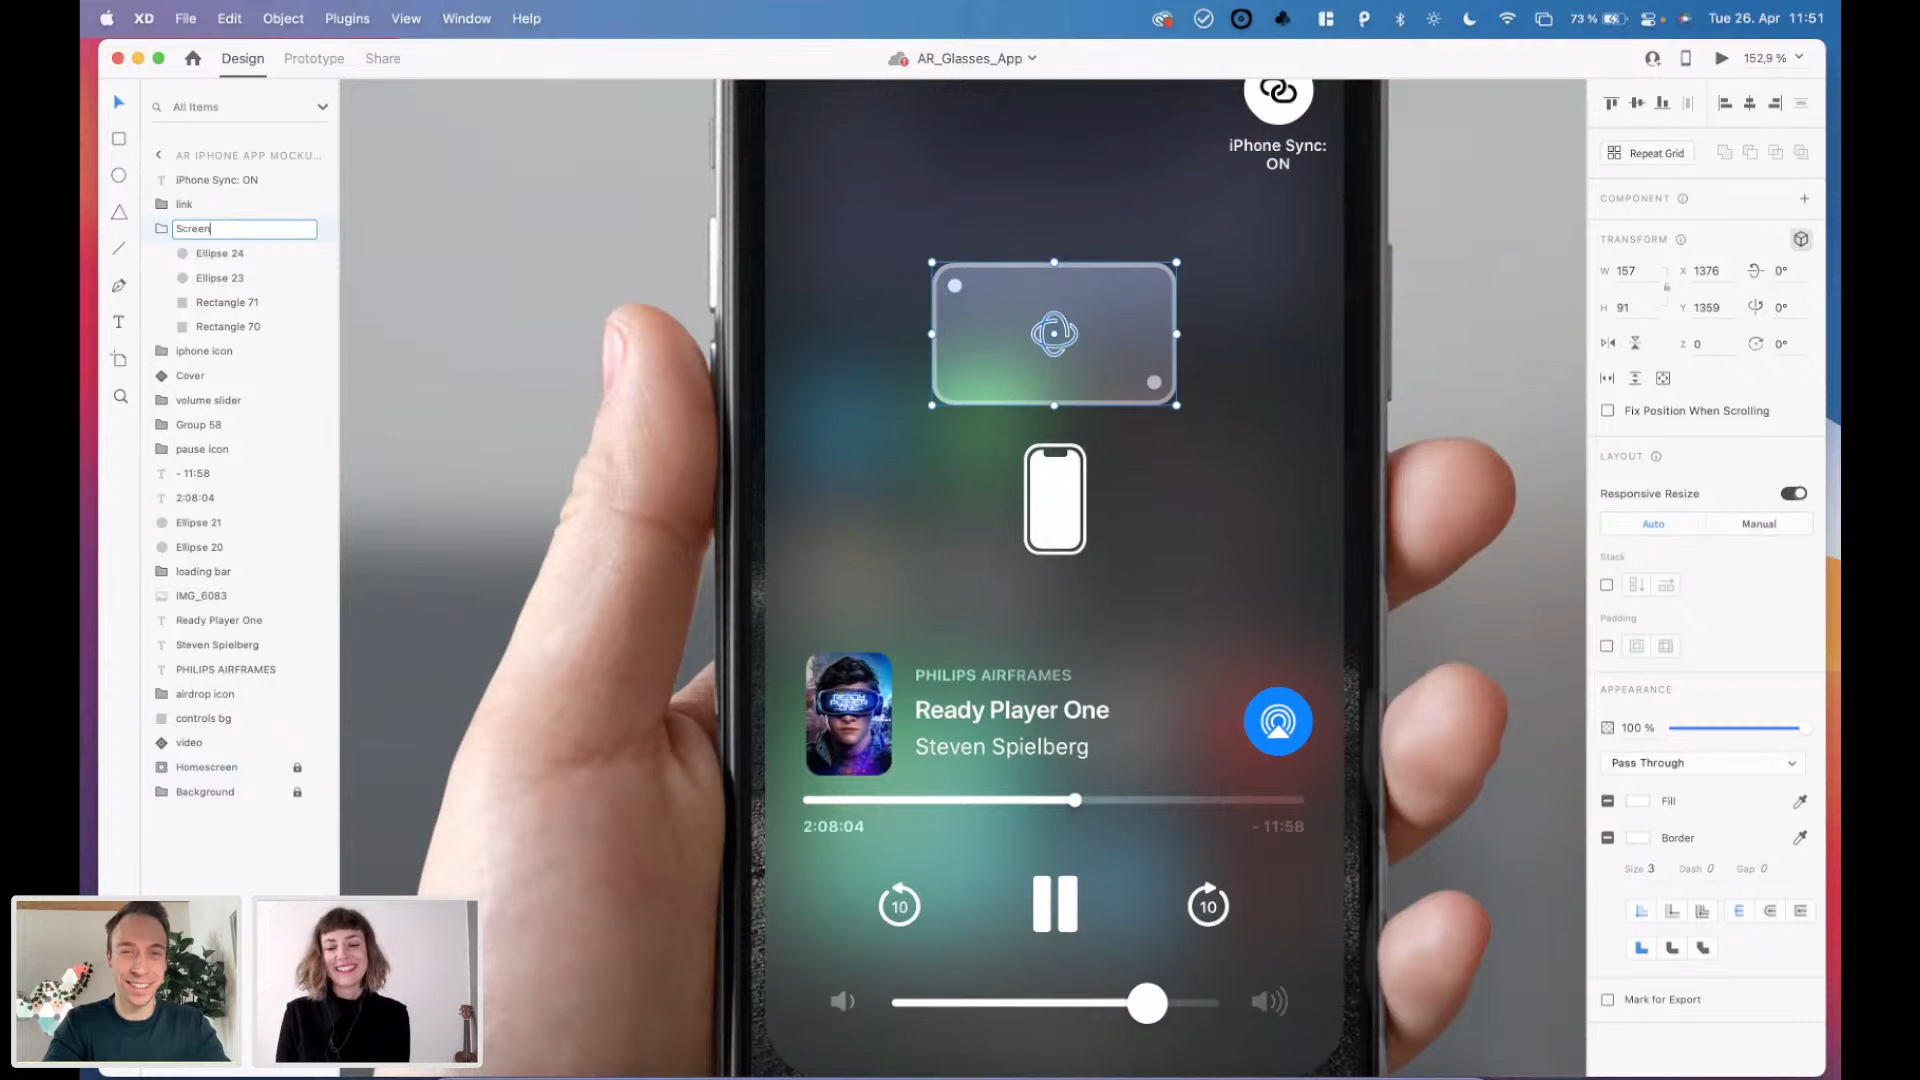 XD File Edit Object Plugins View Window Help
73 % Tue 26. Apr 11:51
Design Prototype Share
AR_Glasses_App
152,9 %
All Items
AR IPHONE APP MOCKU...
iPhone Sync: ON
link
Screen
Ellipse 24
Ellipse 23
Rectangle 71
Rectangle 70
iphone icon
Cover
volume slider
Group 58
pause icon
- 11:58
2:08:04
Ellipse 21
Ellipse 20
loading bar
IMG_6083
Ready Player One
Steven Spielberg
PHILIPS AIRFRAMES
airdrop icon
controls bg
video
Homescreen
Background
iPhone Sync:
ON
PHILIPS AIRFRAMES
Ready Player One
Steven Spielberg
READY
PLAYER ONE
2:08:04
- 11:58
10
10
Repeat Grid
COMPONENT
TRANSFORM
W 157 X 1376 0°
H 91 Y 1359 0°
Z 0 0°
Fix Position When Scrolling
LAYOUT
Responsive Resize
Auto Manual
Stack
Padding
APPEARANCE
100 %
Pass Through
Fill
Border
Size 3 Dash 0 Gap 0
Mark for Export